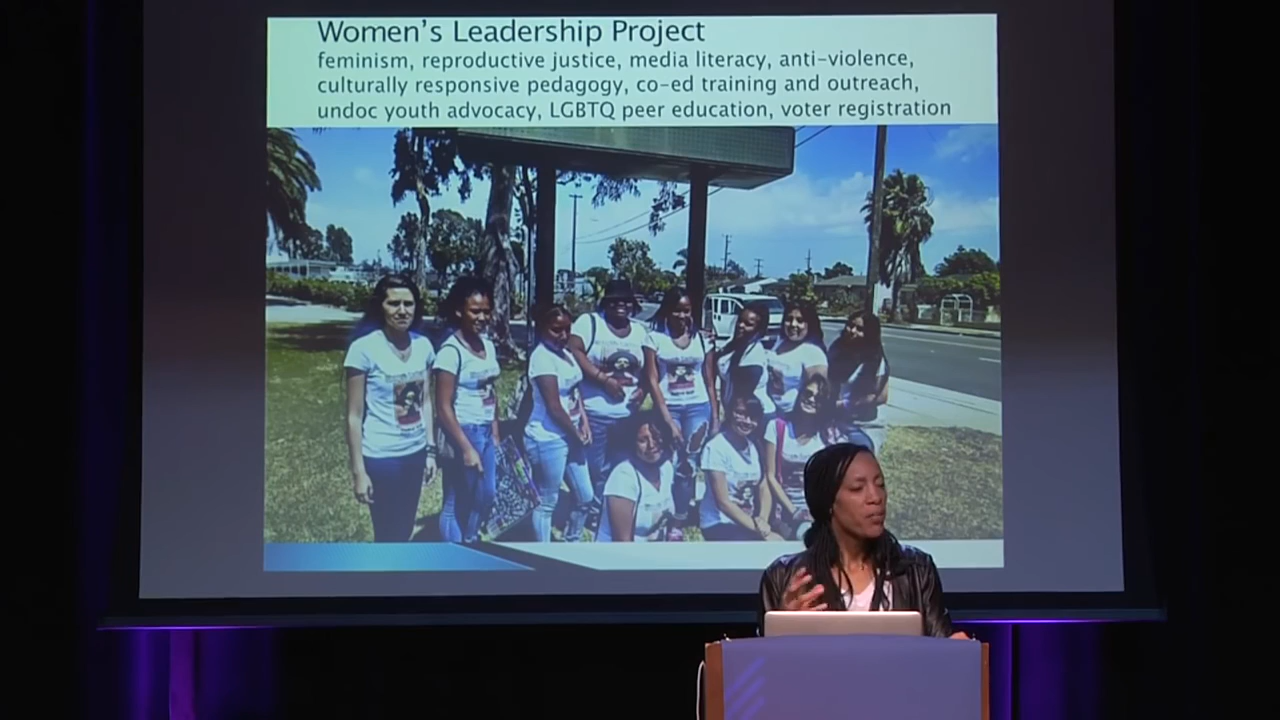 Women's Leadership Project
feminism, reproductive justice, media literacy, anti-violence,
culturally responsive pedagogy, co-ed training and outreach,
undoc youth advocacy, LGBTQ peer education, voter registration